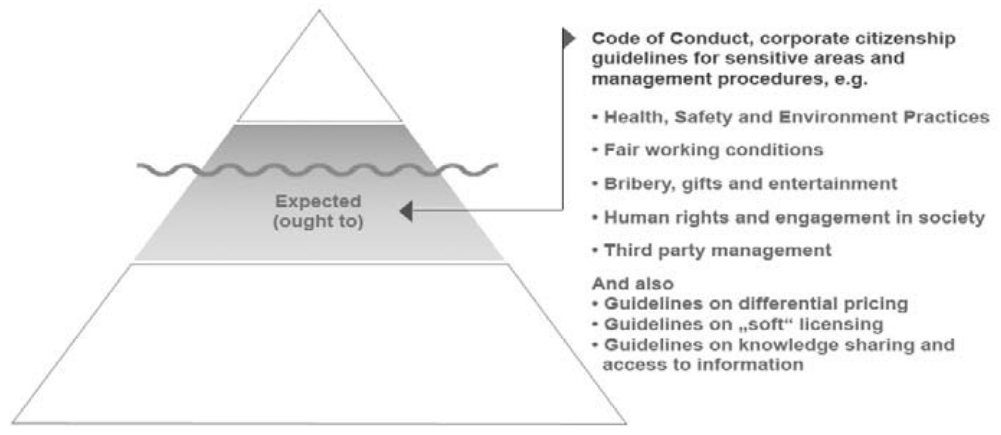 Code of Conduct, corporate citizenship
guidelines for sensitive areas and
management procedures, e.g.
• Health, Safety and Environment Practices
• Fair working conditions
• Bribery, gifts and entertainment
• Human rights and engagement in society
• Third party management
And also
• Guidelines on differential pricing
• Guidelines on „soft“ licensing
• Guidelines on knowledge sharing and
access to information
Expected
(ought to)